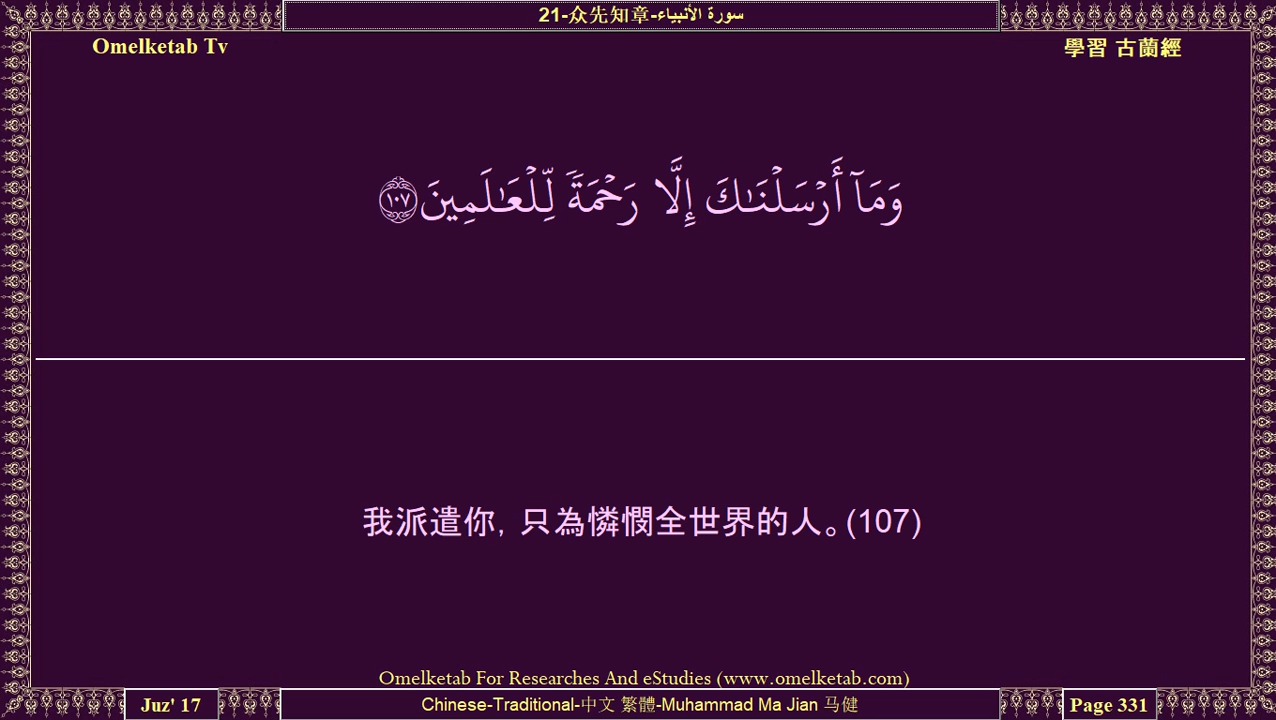 21-众先知章-سورة الأنبياء
Omelketab Tv
學習 古蘭經
وَمَآ أَرۡسَلۡنَٰكَ إِلَّا رَحۡمَةٗ لِّلۡعَٰلَمِينَ ١٠٧
我派遣你，只為憐憫全世界的人。(107)
Omelketab For Researches And eStudies (www.omelketab.com)
Juz' 17
Chinese-Traditional-中文 繁體-Muhammad Ma Jian 马健
Page 331